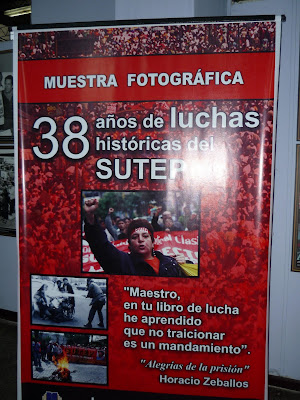 MUESTRA FOTOGRÁFICA
38 años de luchas
históricas del
SUTEP
"Maestro,
en tu libro de lucha
he aprendido
que no traicionar
es un mandamiento".
"Alegrias de la prisión"
Horacio Zeballos